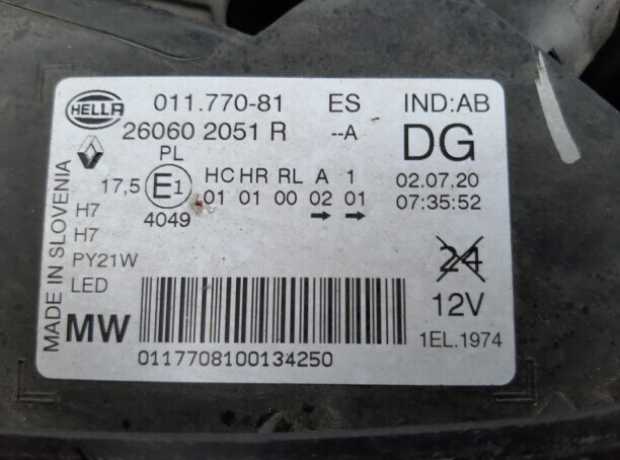 HELLA 011.770-81 ES IND:AB
260602051R --A DG
PL
17,5 E1 HC HR RL A 1 02.07.20
01 01 00 02 01 07:35:52
4049 → →
H7
H7
PY21W 24
LED 12V
MADE IN SLOVENIA
MW 1EL.1974
0117708100134250